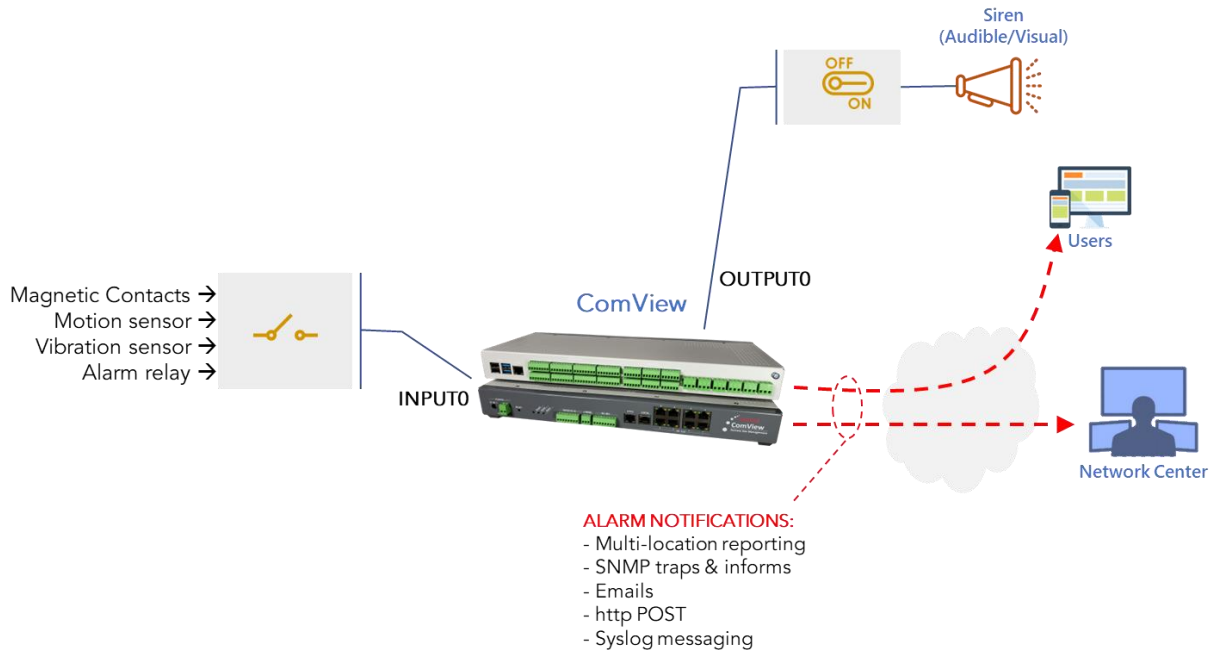 Siren
(Audible/Visual)
OFF
ON
Users
OUTPUT0
ComView
Magnetic Contacts →
Motion sensor →
Vibration sensor →
Alarm relay →
INPUT0
ComView
Network Center
ALARM NOTIFICATIONS:
- Multi-location reporting
- SNMP traps & informs
- Emails
- http POST
- Syslog messaging